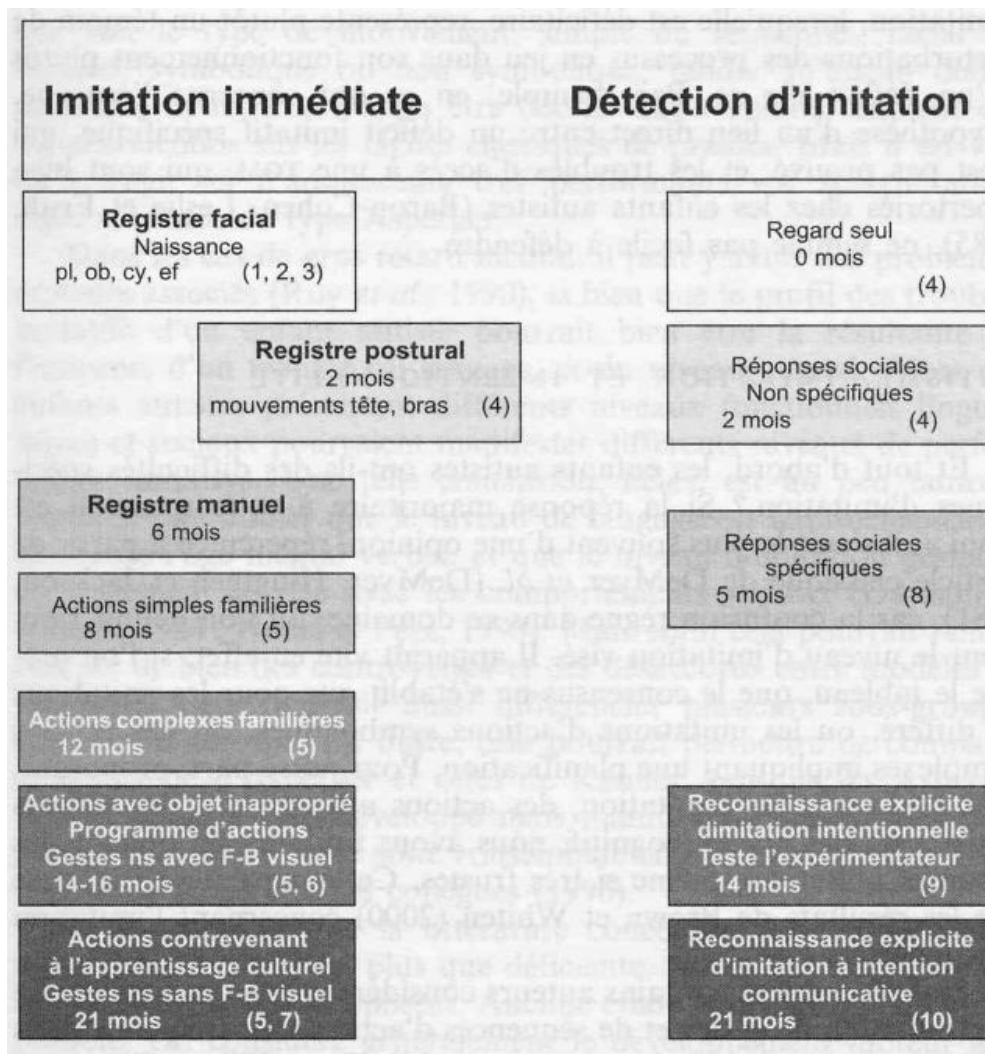 Imitation immédiate
Registre facial
Naissance
pl, ob, cy, ef (1, 2, 3)
Registre postural
2 mois
mouvements tête, bras (4)
Registre manuel
6 mois
Actions simples familières
8 mois (5)
Actions complexes familières
12 mois (5)
Actions avec objet inapproprié
Programme d'actions
Gestes ns avec F-B visuel
14-16 mois (5, 6)
Actions contrevenant
à l'apprentissage culturel
Gestes ns sans F-B visuel
21 mois (5, 7)
Détection d'imitation
Regard seul
0 mois
(4)
Réponses sociales
Non spécifiques
2 mois (4)
Réponses sociales
spécifiques
5 mois (8)
Reconnaissance explicite
dimitation intentionnelle
Teste l'expérimentateur
14 mois (9)
Reconnaissance explicite
d'imitation à intention
communicative
21 mois (10)